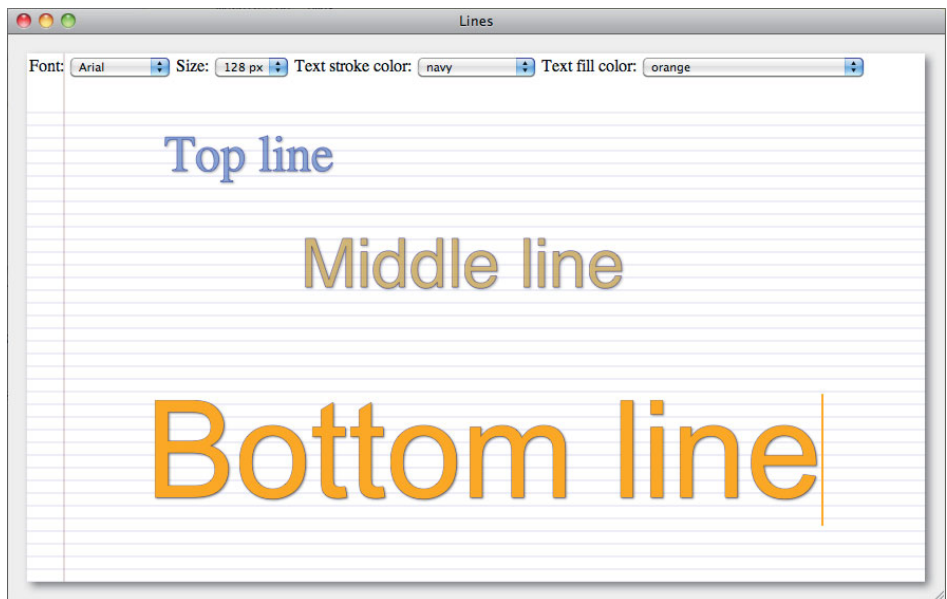 Lines
Font: Arial Size: 128 px Text stroke color: navy Text fill color: orange
Top line
Middle line
Bottom line